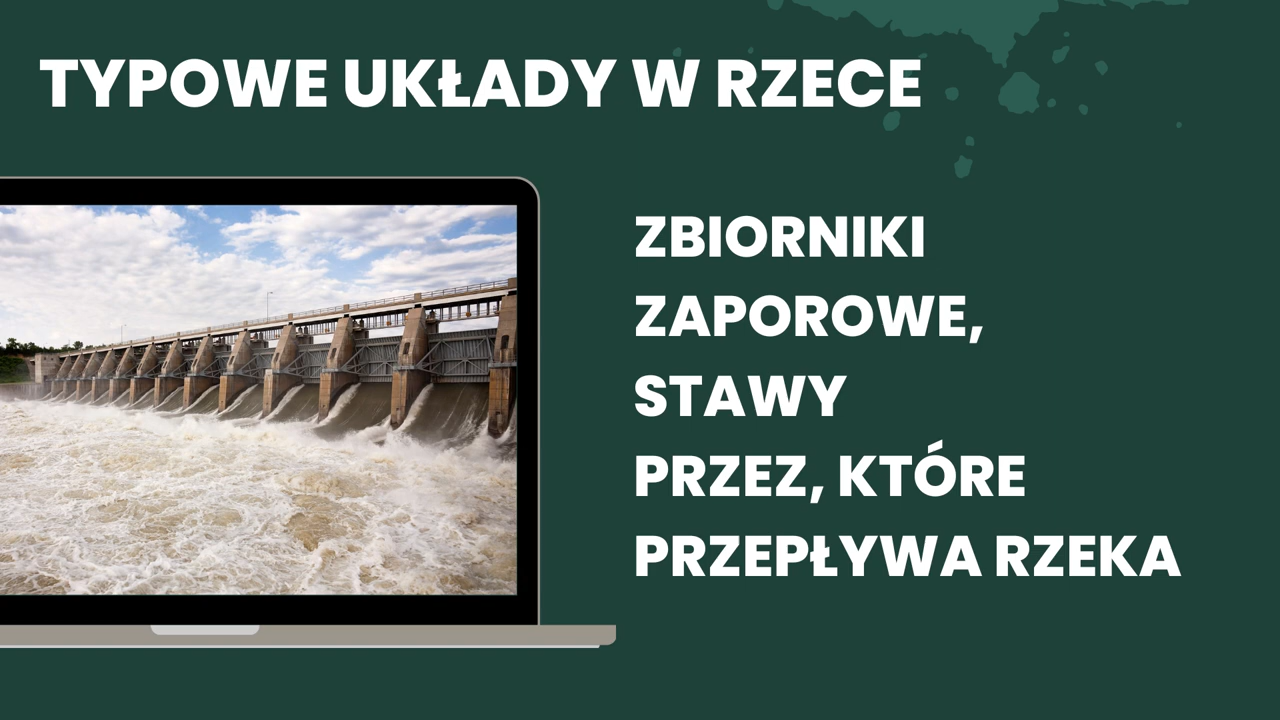 TYPOWE UKŁADY W RZECE
ZBIORNIKI
ZAPOROWE,
STAWY
PRZEZ, KTÓRE
PRZEPŁYWA RZEKA